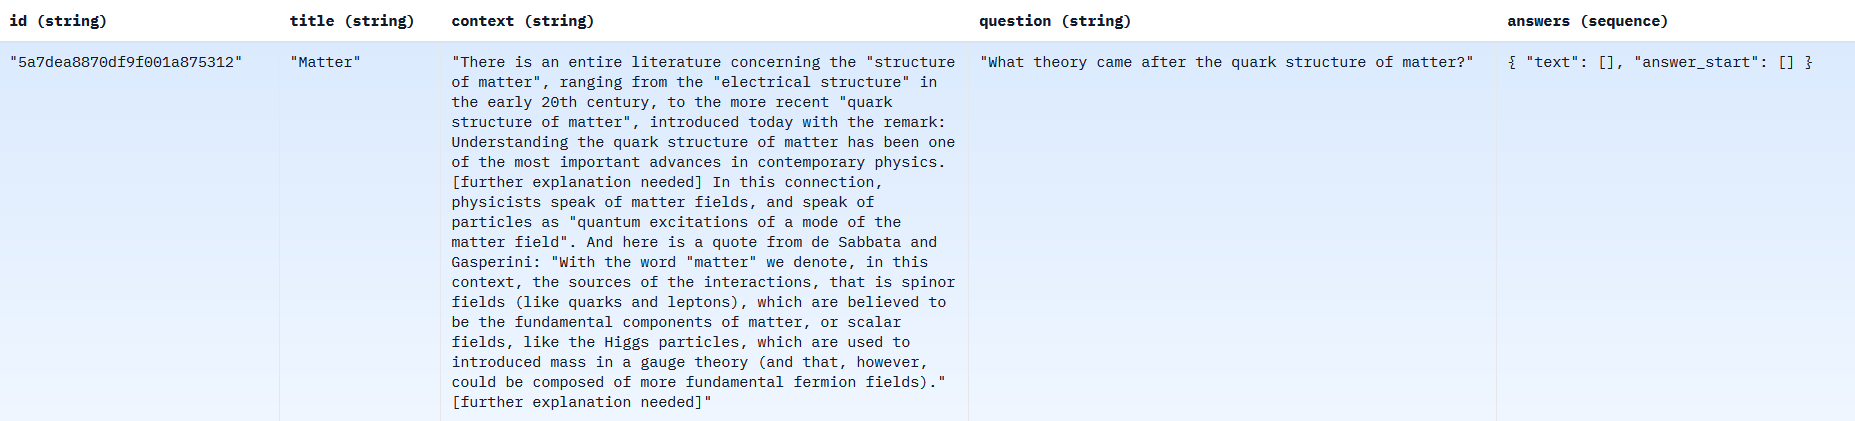 id (string)
title (string)
context (string)
question (string)
answers (sequence)
"5a7dea8870df9f001a875312"
"Matter"
"There is an entire literature concerning the "structure
of matter", ranging from the "electrical structure" in
the early 20th century, to the more recent "quark
structure of matter", introduced today with the remark:
Understanding the quark structure of matter has been one
of the most important advances in contemporary physics.
[further explanation needed] In this connection,
physicists speak of matter fields, and speak of
particles as "quantum excitations of a mode of the
matter field". And here is a quote from de Sabbata and
Gasperini: "With the word "matter" we denote, in this
context, the sources of the interactions, that is spinor
fields (like quarks and leptons), which are believed to
be the fundamental components of matter, or scalar
fields, like the Higgs particles, which are used to
introduced mass in a gauge theory (and that, however,
could be composed of more fundamental fermion fields)."
[further explanation needed]"
"What theory came after the quark structure of matter?"
{ "text": [], "answer_start": [] }